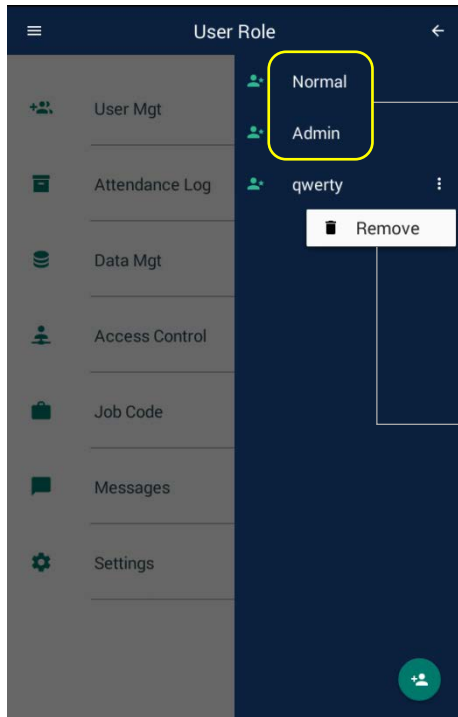 User Role
Normal
User Mgt
Admin
Attendance Log
qwerty
Remove
Data Mgt
Access Control
Job Code
Messages
Settings